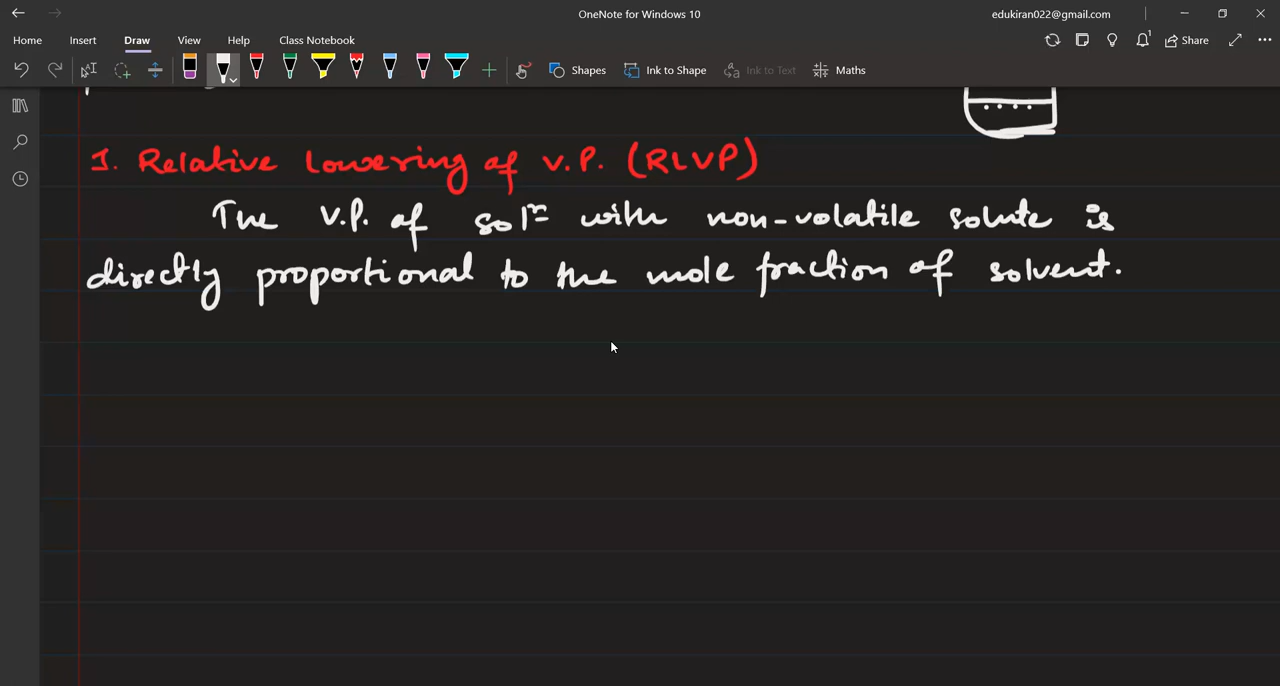 OneNote for Windows 10
edukiran022@gmail.com
Home Insert Draw View Help Class Notebook
1
Share
Shapes Ink to Shape Ink to Text Maths
1. Relative lowering of V.P. (RLVP)
The V.P. of solⁿ with non-volatile solute is
directly proportional to the mole fraction of solvent.